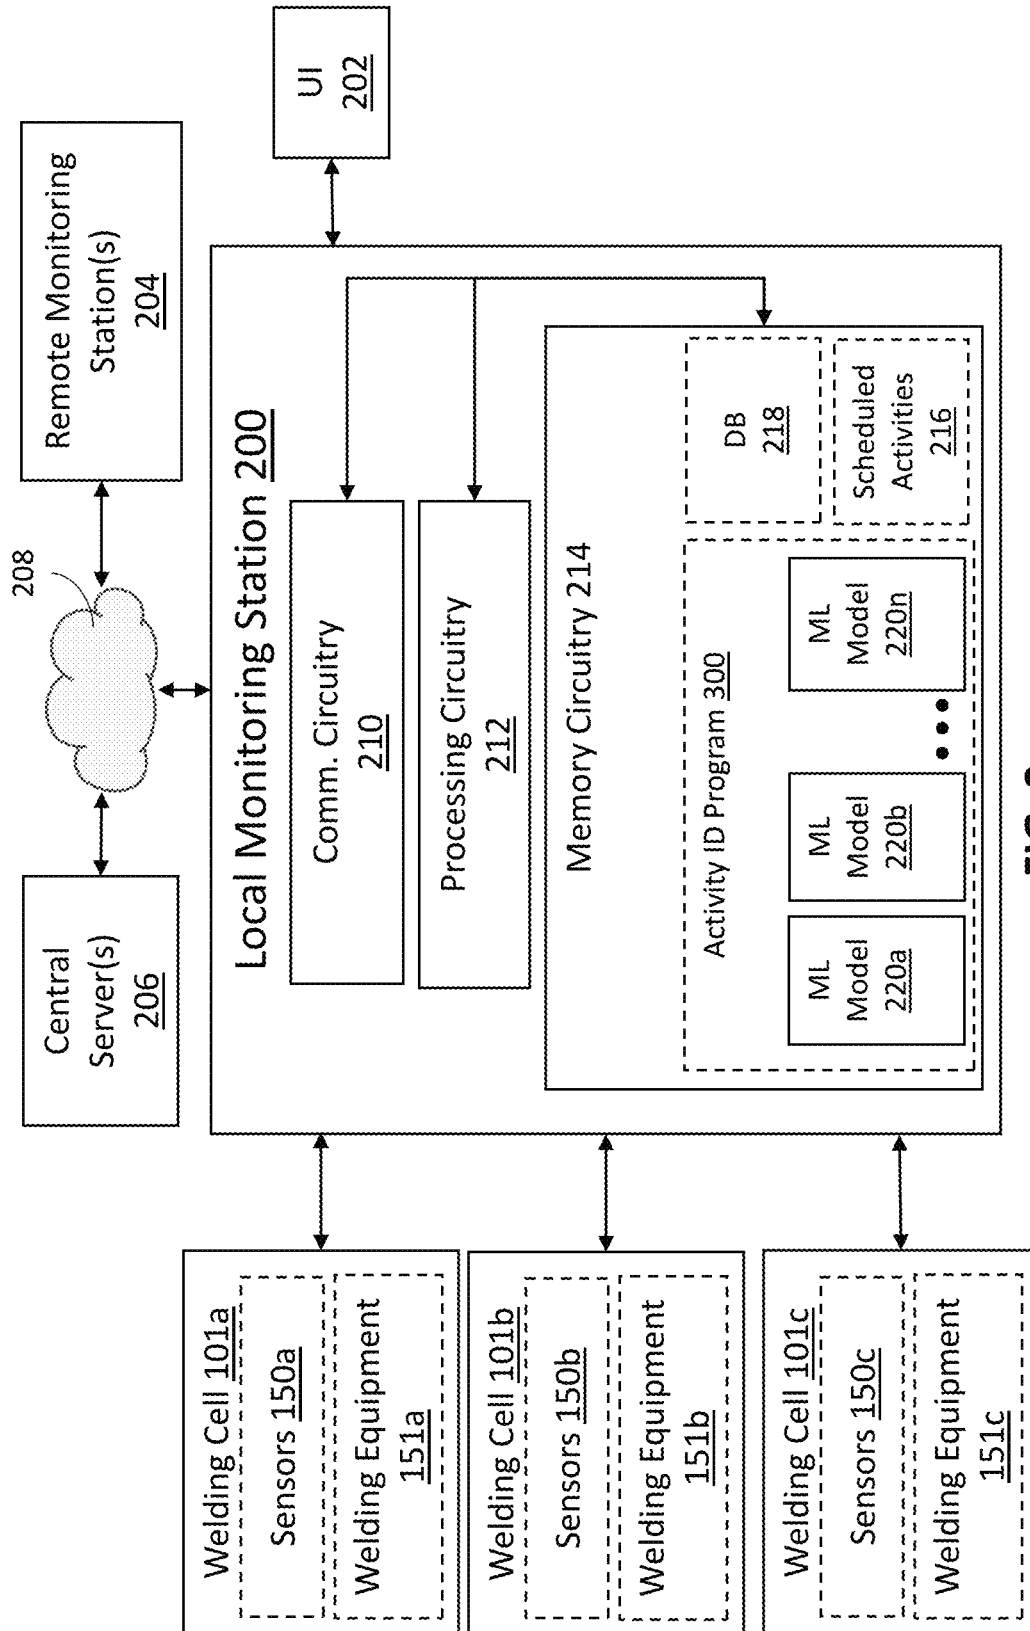 Central
Server(s)
206
208
Remote Monitoring
Station(s)
204
Welding Cell 101a
Sensors 150a
Welding Equipment
151a
Welding Cell 101b
Sensors 150b
Welding Equipment
151b
Welding Cell 101c
Sensors 150c
Welding Equipment
151c
Local Monitoring Station 200
Comm. Circuitry
210
Processing Circuitry
212
Memory Circuitry 214
Activity ID Program 300
ML
Model
220a
ML
Model
220b
ML
Model
220n
DB
218
Scheduled
Activities
216
UI
202